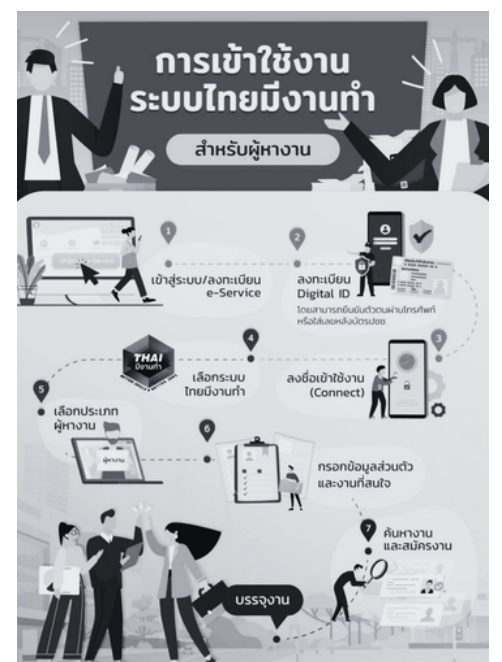 การเข้าใช้งาน
ระบบไทยมีงานทำ
สำหรับผู้หางาน
1
เข้าสู่ระบบ/ลงทะเบียน
e-Service
2
ลงทะเบียน
Digital ID
โดยสามารถยืนยันตัวตนผ่านโทรศัพท์
หรือใส่เลขหลังบัตรปชช.
3
ลงชื่อเข้าใช้งาน
(Connect)
4
เลือกระบบ
ไทยมีงานทำ
THAI
มีงานทำ
5
เลือกประเภท
ผู้หางาน
ผู้หางาน
6
กรอกข้อมูลส่วนตัว
และงานที่สนใจ
7
ค้นหางาน
และสมัครงาน
บรรจุงาน